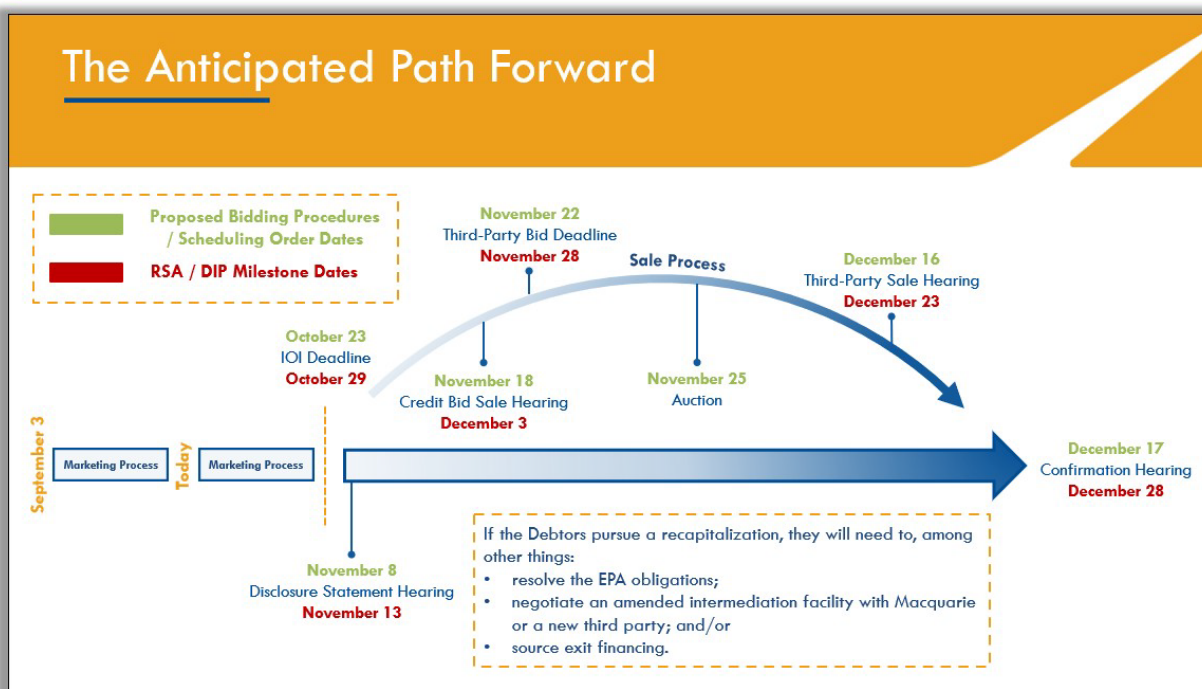 The Anticipated Path Forward
Proposed Bidding Procedures
/ Scheduling Order Dates
RSA / DIP Milestone Dates
November 22
Third-Party Bid Deadline
November 28
Sale Process
December 16
Third-Party Sale Hearing
December 23
October 23
IOI Deadline
October 29
November 18
Credit Bid Sale Hearing
December 3
November 25
Auction
September 3
Marketing Process
Today
Marketing Process
December 17
Confirmation Hearing
December 28
November 8
Disclosure Statement Hearing
November 13
If the Debtors pursue a recapitalization, they will need to, among
other things:
• resolve the EPA obligations;
• negotiate an amended intermediation facility with Macquarie
or a new third party; and/or
• source exit financing.